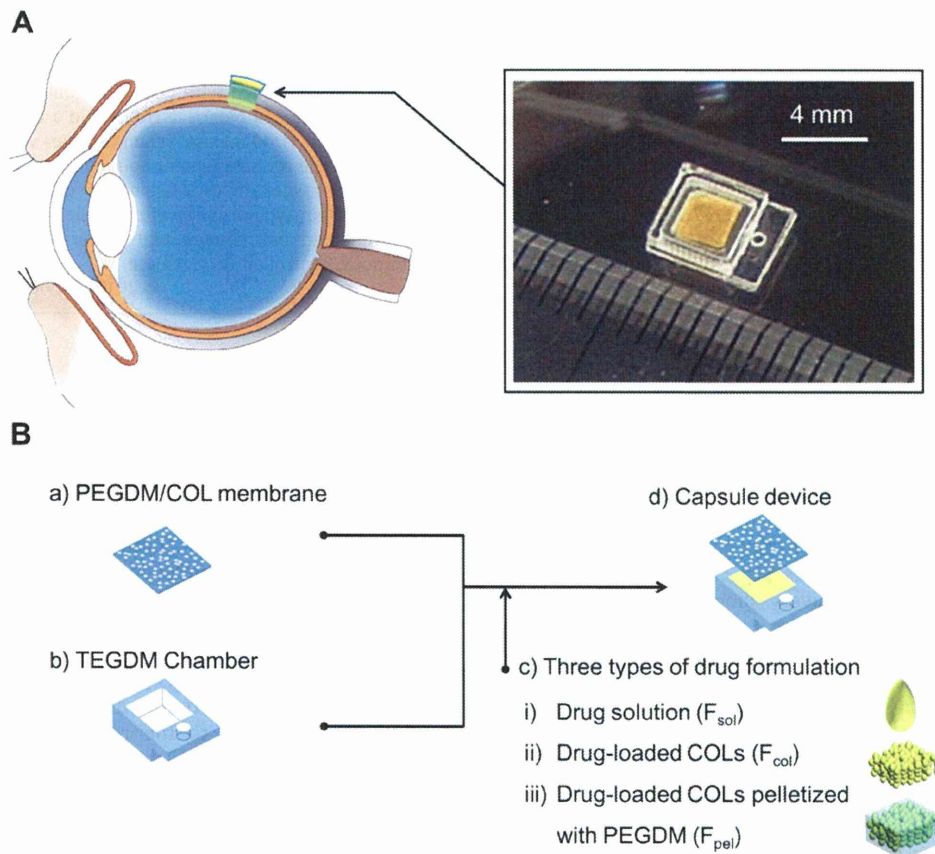 A
4 mm
B
a) PEGDM/COL membrane
d) Capsule device
b) TEGDM Chamber
c) Three types of drug formulation
i) Drug solution (Fsol)
ii) Drug-loaded COLs (Fcol)
iii) Drug-loaded COLs pelletized
with PEGDM (Fpel)